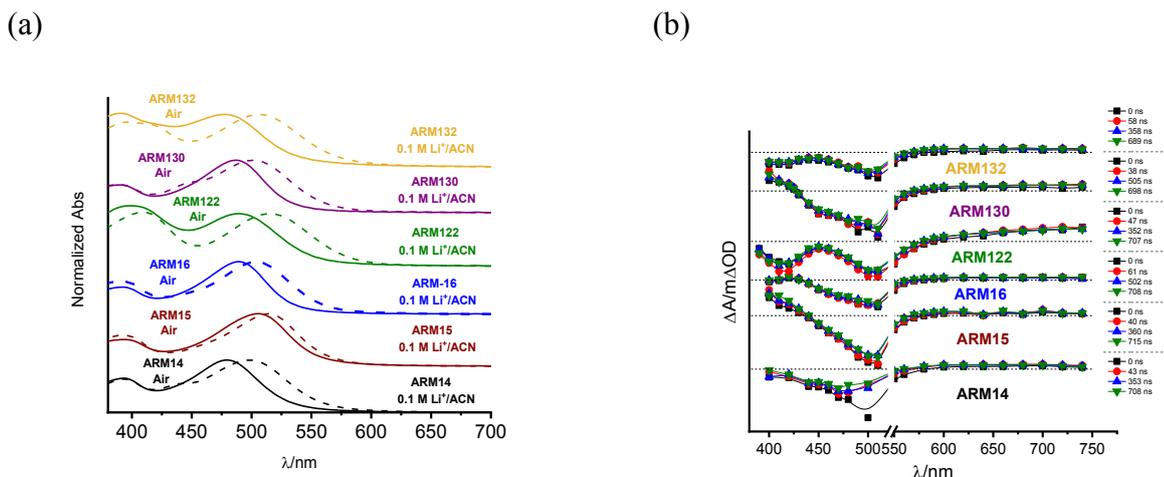 (a)
ARM132
Air
ARM132
0.1 M Li⁺/ACN
ARM130
Air
ARM130
0.1 M Li⁺/ACN
ARM122
Air
ARM122
0.1 M Li⁺/ACN
ARM16
Air
ARM-16
0.1 M Li⁺/ACN
ARM15
Air
ARM15
0.1 M Li⁺/ACN
ARM14
Air
ARM14
0.1 M Li⁺/ACN
Normalized Abs
400 450 500 550 600 650 700
λ/nm
(b)
ΔA/mΔOD
ARM132
ARM130
ARM122
ARM16
ARM15
ARM14
0 ns
58 ns
358 ns
689 ns
0 ns
38 ns
505 ns
698 ns
0 ns
47 ns
352 ns
707 ns
0 ns
61 ns
502 ns
708 ns
0 ns
40 ns
360 ns
715 ns
0 ns
43 ns
353 ns
708 ns
400 450 500 550 600 650 700 750
λ/nm